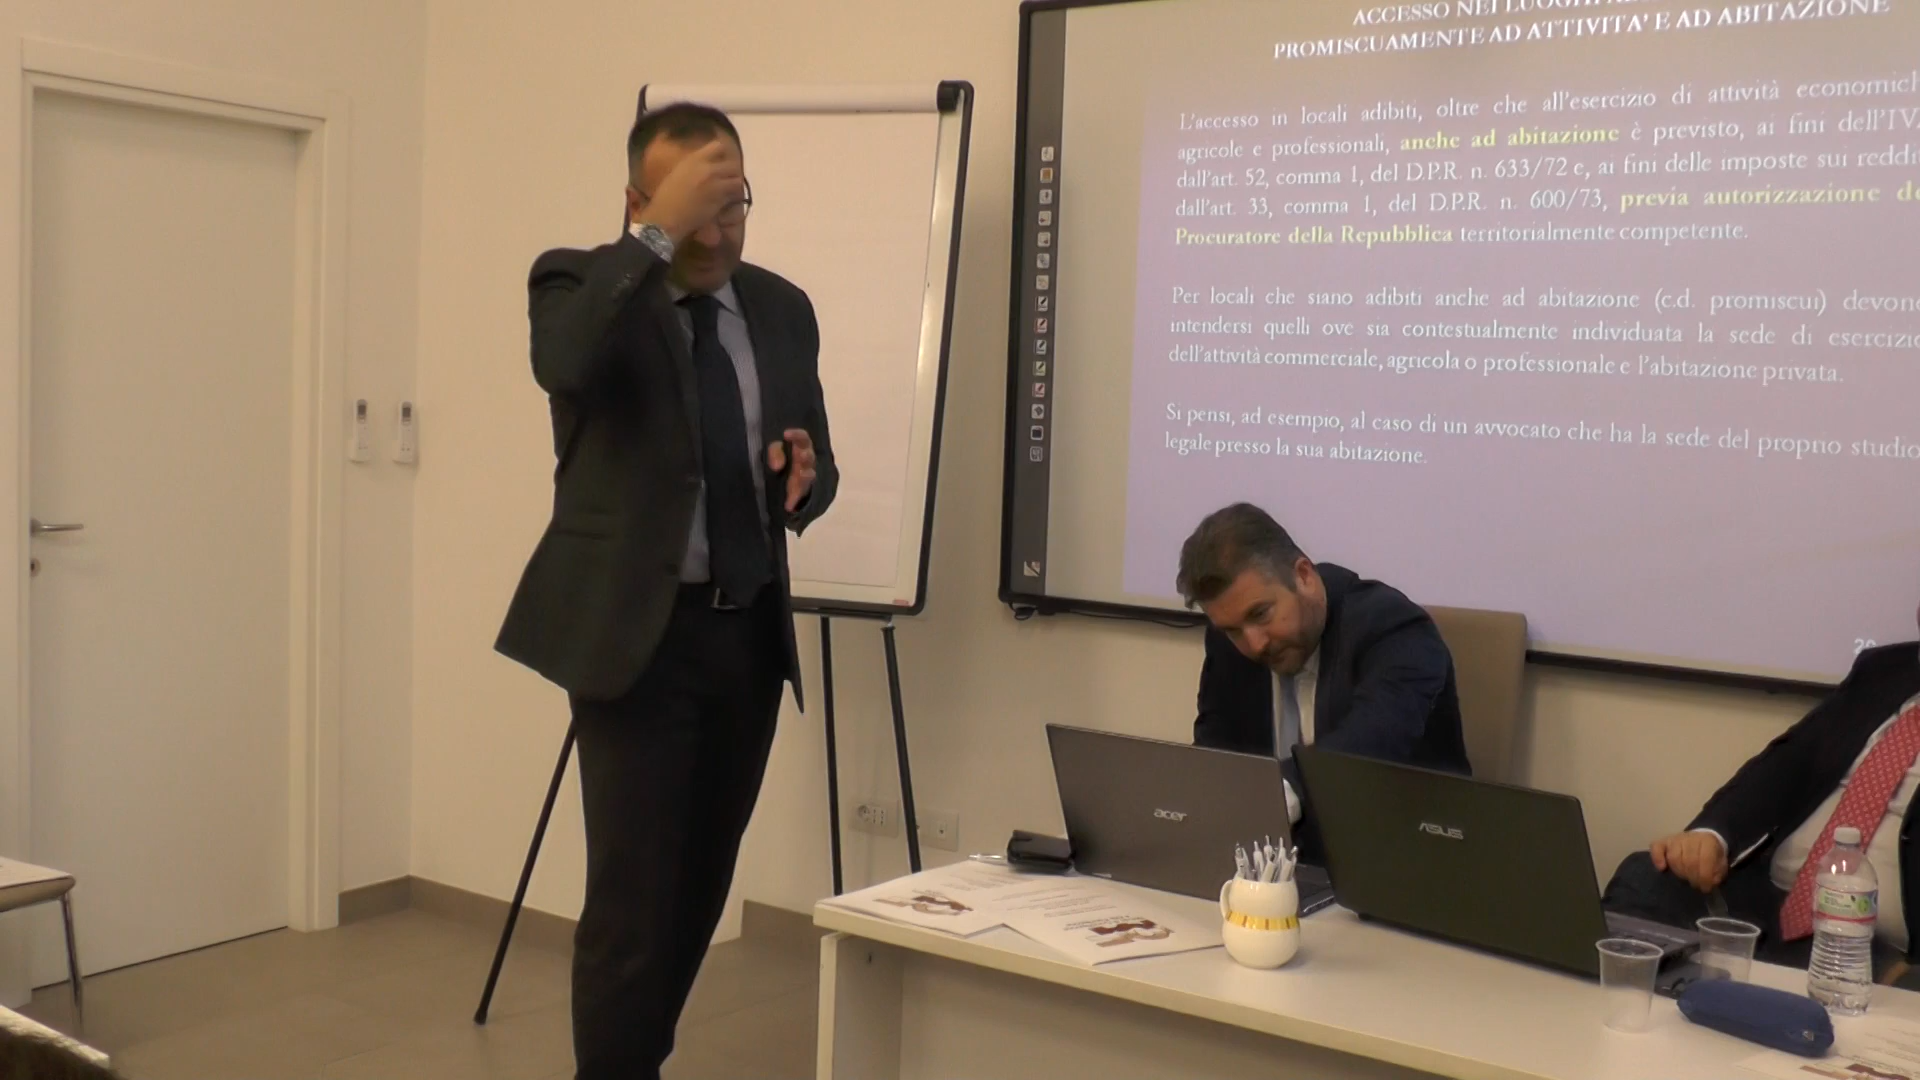 ACCESSO NEI LUOGHI
PROMISCUAMENTE AD ATTIVITA' E AD ABITAZIONE
L'accesso in locali adibiti, oltre che all'esercizio di attività economich
agricole e professionali, anche ad abitazione è previsto, ai fini dell'IVA
dall'art. 52, comma 1, del D.P.R. n. 633/72 e, ai fini delle imposte sui reddi
dall'art. 33, comma 1, del D.P.R. n. 600/73, previa autorizzazione de
Procuratore della Repubblica territorialmente competente.
Per locali che siano adibiti anche ad abitazione (c.d. promiscui) devono
intendersi quelli ove sia contestualmente individuata la sede di esercizio
dell'attività commerciale, agricola o professionale e l'abitazione privata.
Si pensi, ad esempio, al caso di un avvocato che ha la sede del proprio studio
legale presso la sua abitazione.
20
acer
ASUS